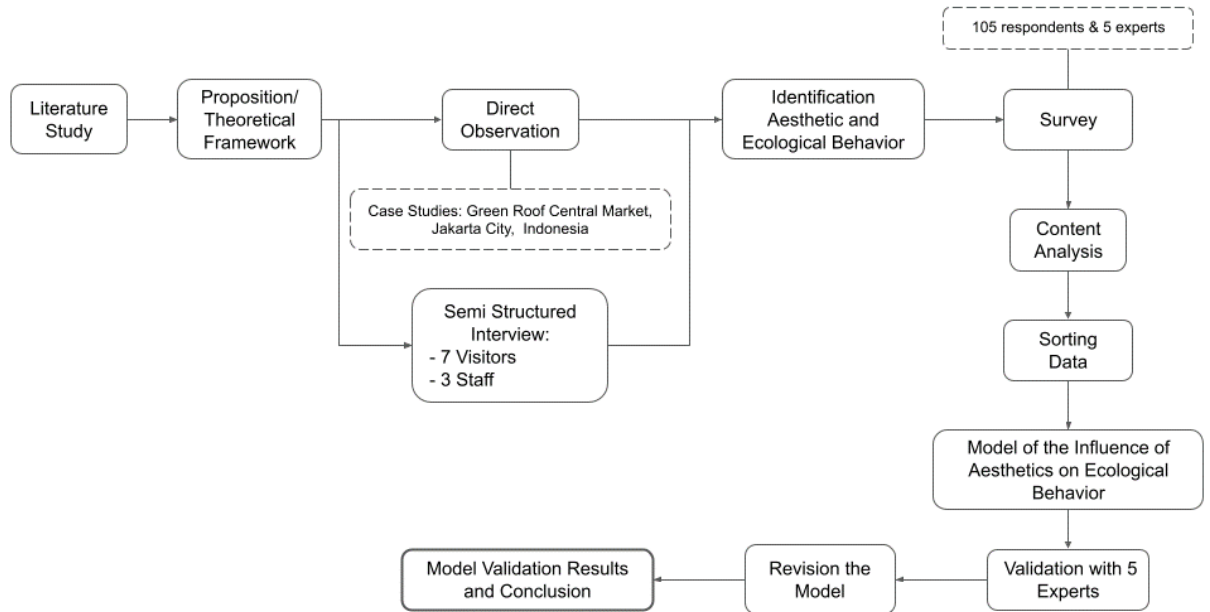 105 respondents & 5 experts
Literature
Study
Proposition/
Theoretical
Framework
Direct
Observation
Identification
Aesthetic and
Ecological Behavior
Survey
Case Studies: Green Roof Central Market,
Jakarta City, Indonesia
Semi Structured
Interview:
- 7 Visitors
- 3 Staff
Content
Analysis
Sorting
Data
Model of the Influence of
Aesthetics on Ecological
Behavior
Validation with 5
Experts
Revision the
Model
Model Validation Results
and Conclusion